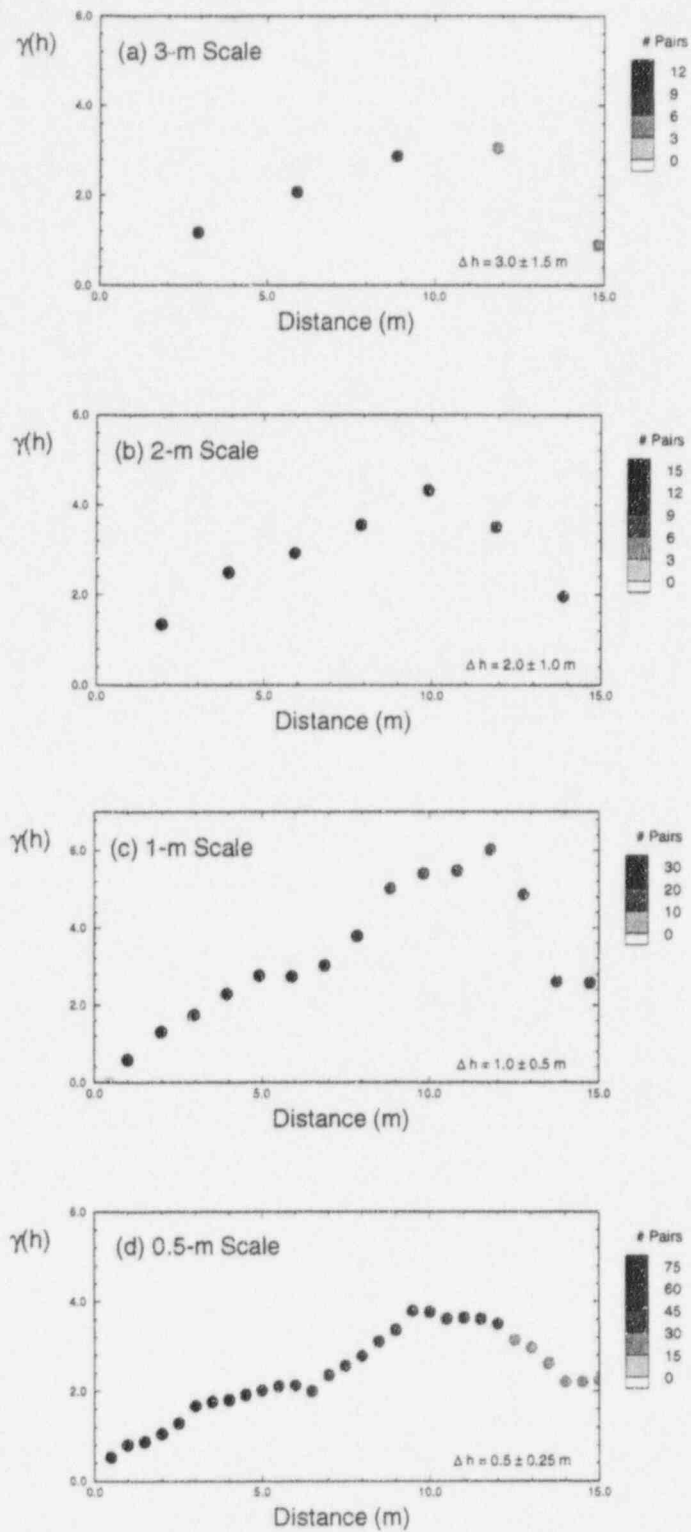 γ(h)
6.0
(a) 3-m Scale
4.0
2.0
0.0
Δ h = 3.0 ± 1.5 m
0.0 5.0 10.0 15.0
Distance (m)
# Pairs
12
9
6
3
0
γ(h)
6.0
(b) 2-m Scale
4.0
2.0
0.0
Δ h = 2.0 ± 1.0 m
0.0 5.0 10.0 15.0
Distance (m)
# Pairs
15
12
9
6
3
0
γ(h)
(c) 1-m Scale
6.0
4.0
2.0
0.0
Δ h = 1.0 ± 0.5 m
0.0 5.0 10.0 15.0
Distance (m)
# Pairs
30
20
10
0
γ(h)
6.0
(d) 0.5-m Scale
4.0
2.0
0.0
Δ h = 0.5 ± 0.25 m
0.0 5.0 10.0 15.0
Distance (m)
# Pairs
75
60
45
30
15
0